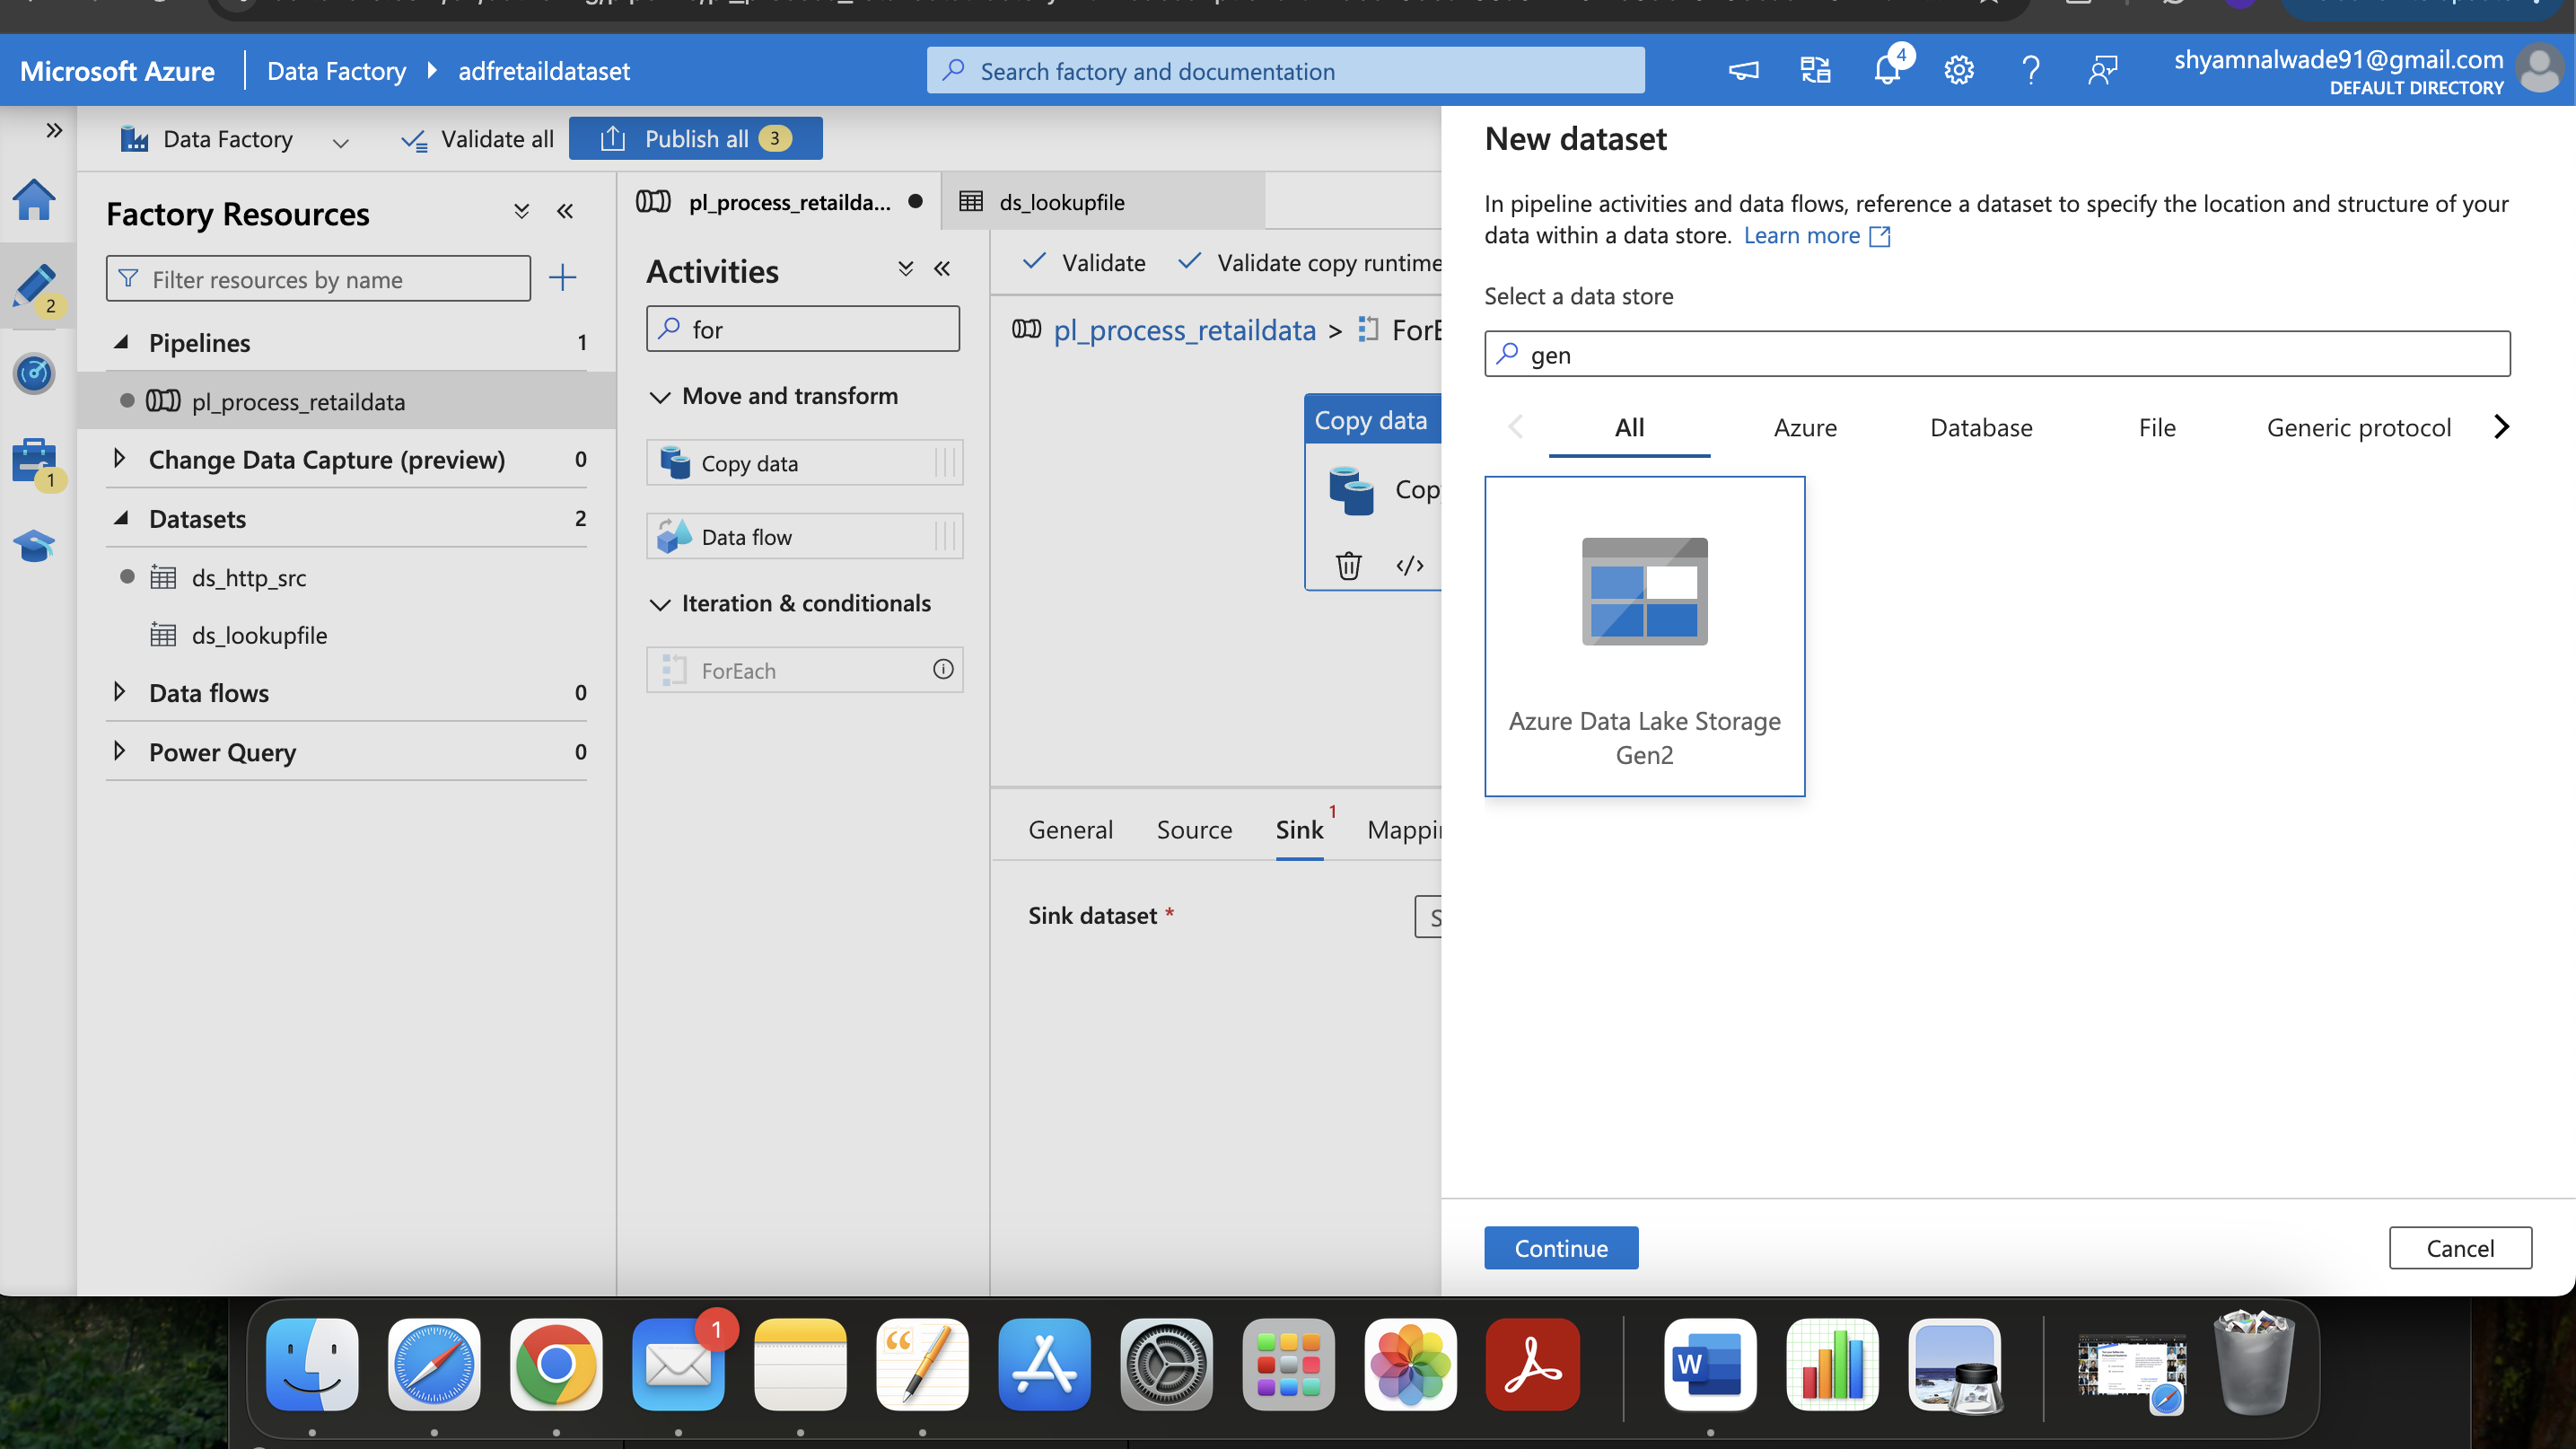 Microsoft Azure
Data Factory
adfretaildataset
Search factory and documentation
4
shyamnalwade91@gmail.com
DEFAULT DIRECTORY
Data Factory
Validate all
Publish all
3
2
1
Factory Resources
Filter resources by name
Pipelines 1
pl_process_retaildata
Change Data Capture (preview) 0
Datasets 2
ds_http_src
ds_lookupfile
Data flows 0
Power Query 0
pl_process_retailda...
ds_lookupfile
Activities
for
Move and transform
Copy data
Data flow
Iteration & conditionals
ForEach
Validate
Validate copy runtime
pl_process_retaildata > ForE
Copy data
Cop
General
Source
Sink 1
Mappi
Sink dataset *
S
New dataset
In pipeline activities and data flows, reference a dataset to specify the location and structure of your
data within a data store. Learn more
Select a data store
gen
All
Azure
Database
File
Generic protocol
Azure Data Lake Storage
Gen2
Continue
Cancel
1
W